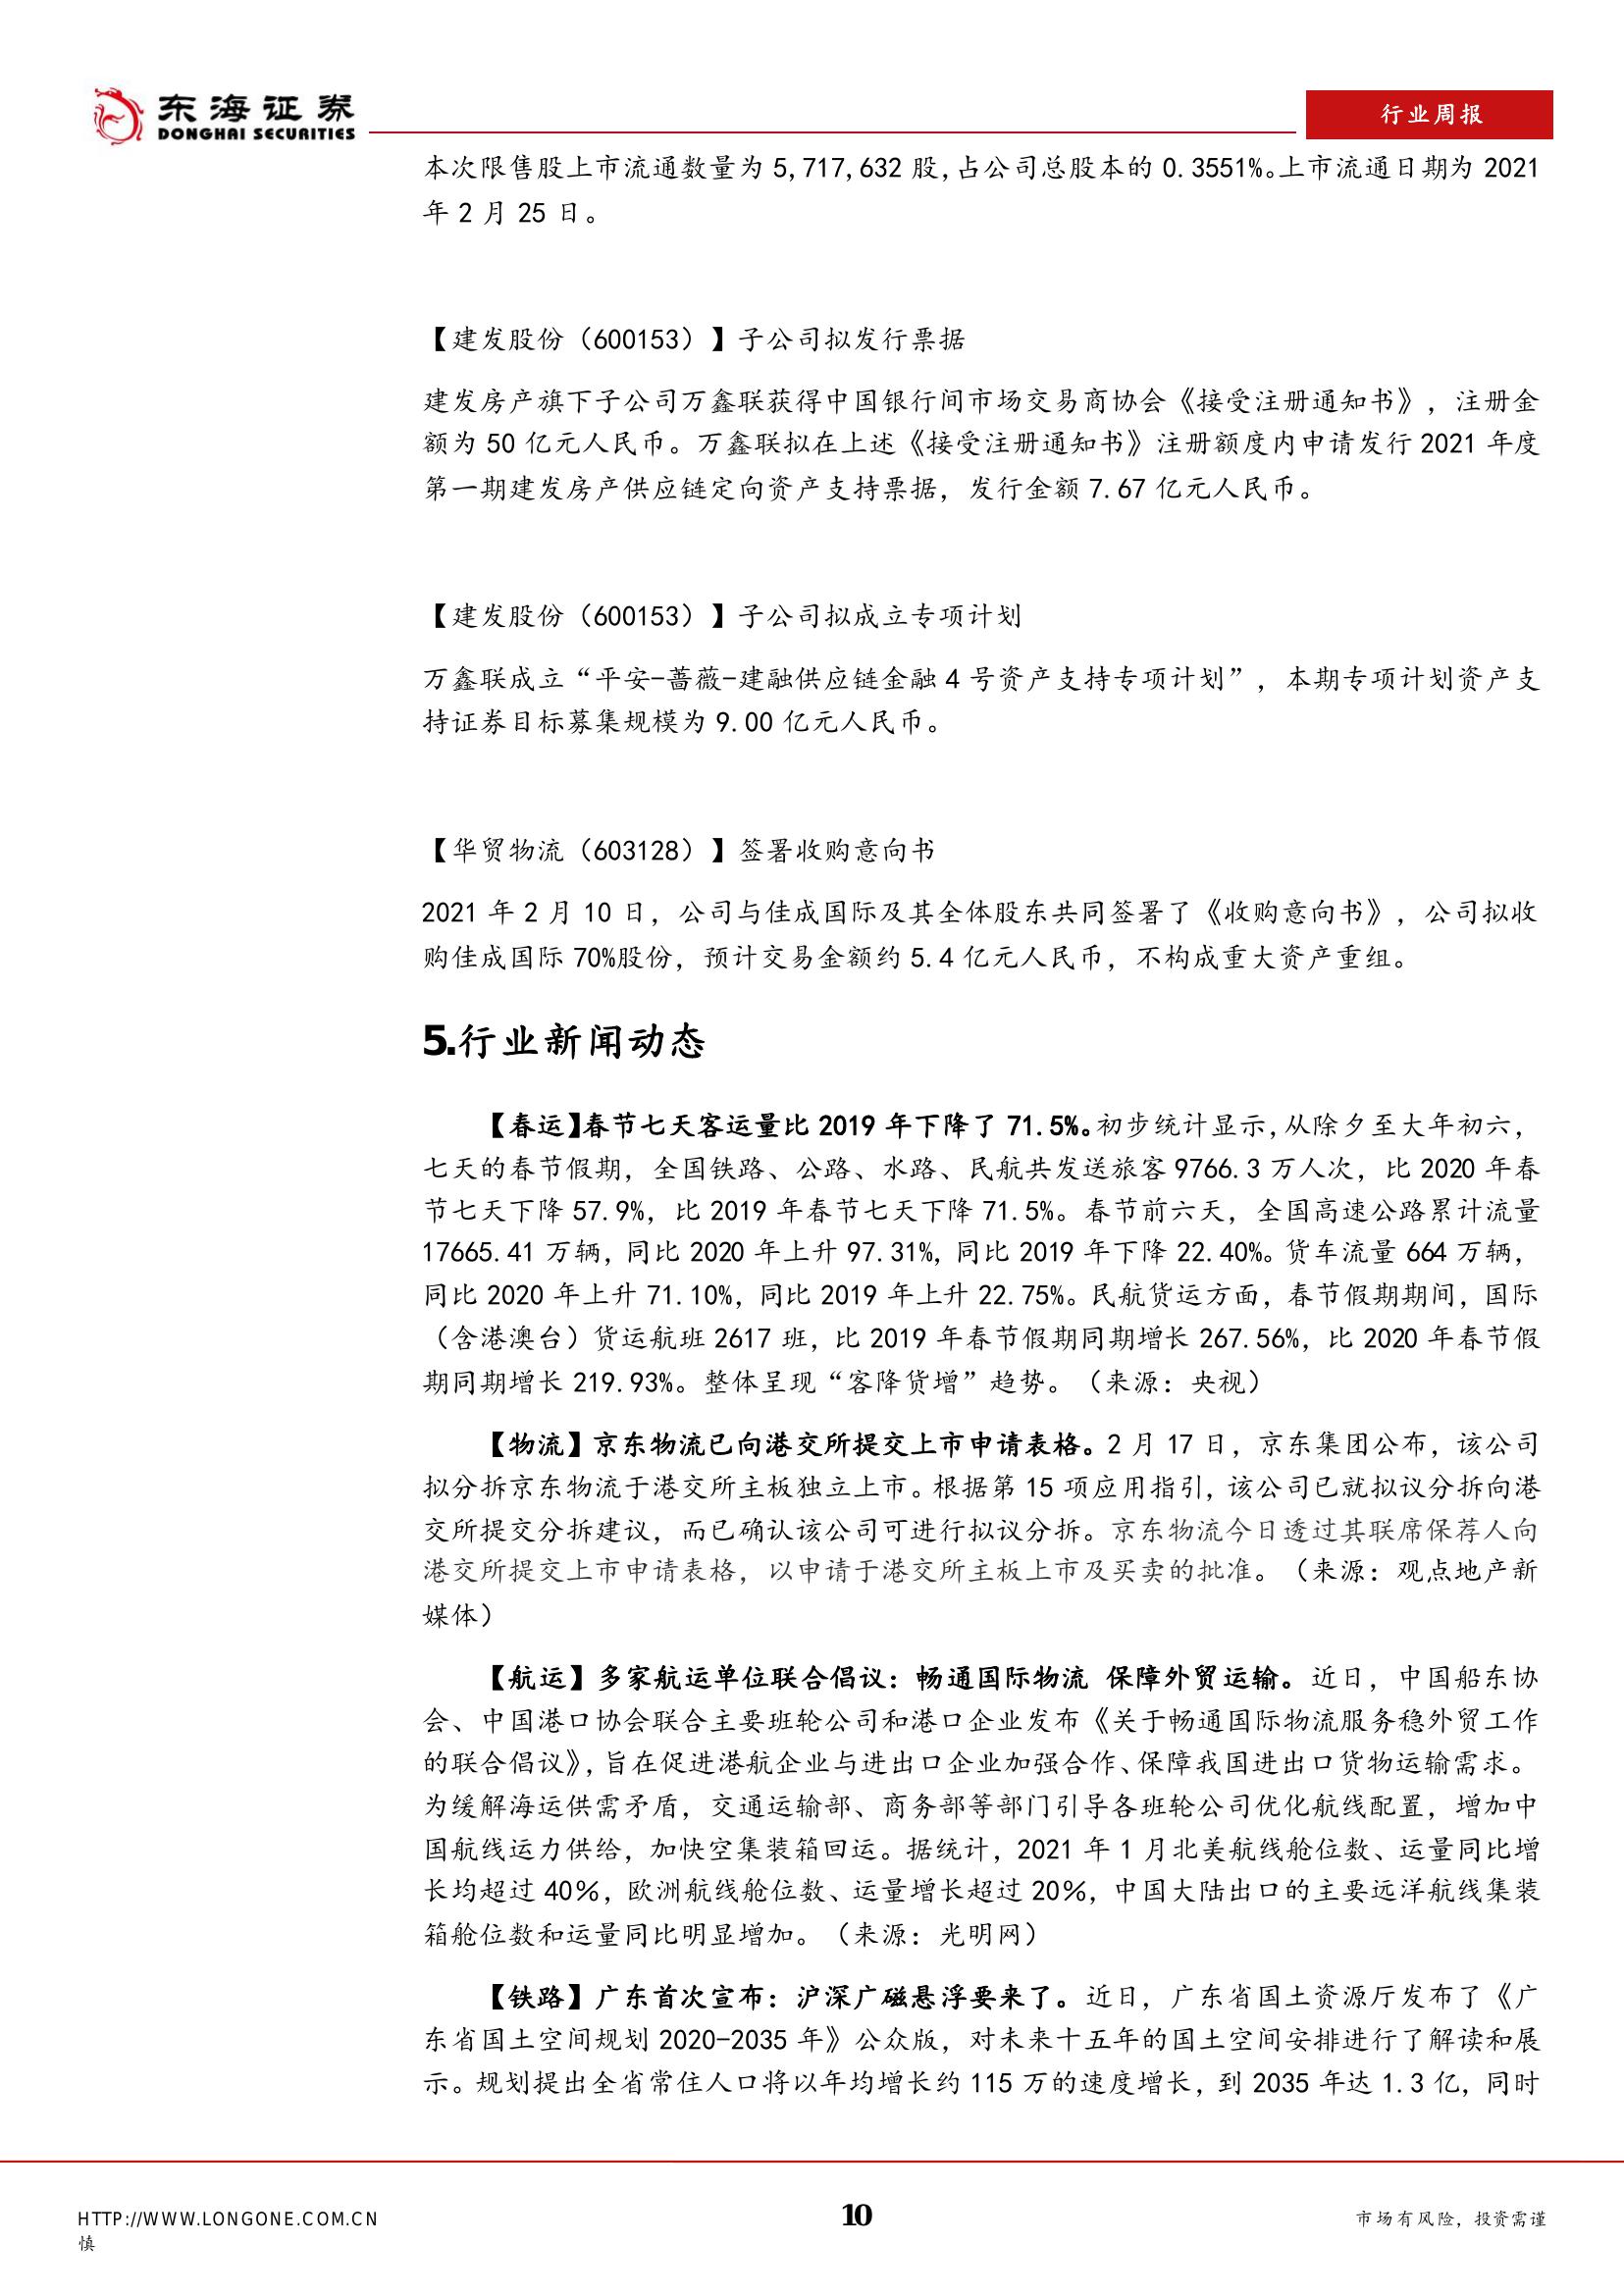 东海证券
DONGHAI SECURITIES
行业周报
本次限售股上市流通数量为 5,717,632 股,占公司总股本的 0.3551%。上市流通日期为 2021
年 2 月 25 日。
【建发股份（600153）】子公司拟发行票据
建发房产旗下子公司万鑫联获得中国银行间市场交易商协会《接受注册通知书》，注册金
额为 50 亿元人民币。万鑫联拟在上述《接受注册通知书》注册额度内申请发行 2021 年度
第一期建发房产供应链定向资产支持票据，发行金额 7.67 亿元人民币。
【建发股份（600153）】子公司拟成立专项计划
万鑫联成立“平安-蔷薇-建融供应链金融 4 号资产支持专项计划”，本期专项计划资产支
持证券目标募集规模为 9.00 亿元人民币。
【华贸物流（603128）】签署收购意向书
2021 年 2 月 10 日，公司与佳成国际及其全体股东共同签署了《收购意向书》，公司拟收
购佳成国际 70%股份，预计交易金额约 5.4 亿元人民币，不构成重大资产重组。
5.行业新闻动态
【春运】春节七天客运量比 2019 年下降了 71.5%。初步统计显示,从除夕至大年初六，
七天的春节假期，全国铁路、公路、水路、民航共发送旅客 9766.3 万人次，比 2020 年春
节七天下降 57.9%，比 2019 年春节七天下降 71.5%。春节前六天，全国高速公路累计流量
17665.41 万辆，同比 2020 年上升 97.31%，同比 2019 年下降 22.40%。货车流量 664 万辆，
同比 2020 年上升 71.10%，同比 2019 年上升 22.75%。民航货运方面，春节假期期间，国际
（含港澳台）货运航班 2617 班，比 2019 年春节假期同期增长 267.56%，比 2020 年春节假
期同期增长 219.93%。整体呈现“客降货增”趋势。（来源：央视）
【物流】京东物流已向港交所提交上市申请表格。2 月 17 日，京东集团公布，该公司
拟分拆京东物流于港交所主板独立上市。根据第 15 项应用指引，该公司已就拟议分拆向港
交所提交分拆建议，而已确认该公司可进行拟议分拆。京东物流今日透过其联席保荐人向
港交所提交上市申请表格，以申请于港交所主板上市及买卖的批准。（来源：观点地产新
媒体）
【航运】多家航运单位联合倡议：畅通国际物流 保障外贸运输。近日，中国船东协
会、中国港口协会联合主要班轮公司和港口企业发布《关于畅通国际物流服务稳外贸工作
的联合倡议》，旨在促进港航企业与进出口企业加强合作、保障我国进出口货物运输需求。
为缓解海运供需矛盾，交通运输部、商务部等部门引导各班轮公司优化航线配置，增加中
国航线运力供给，加快空集装箱回运。据统计，2021 年 1 月北美航线舱位数、运量同比增
长均超过 40%，欧洲航线舱位数、运量增长超过 20%，中国大陆出口的主要远洋航线集装
箱舱位数和运量同比明显增加。（来源：光明网）
【铁路】广东首次宣布：沪深广磁悬浮要来了。近日，广东省国土资源厅发布了《广
东省国土空间规划 2020-2035 年》公众版，对未来十五年的国土空间安排进行了解读和展
示。规划提出全省常住人口将以年均增长约 115 万的速度增长，到 2035 年达 1.3 亿，同时
HTTP://WWW.LONGONE.COM.CN
10
市场有风险，投资需谨
慎